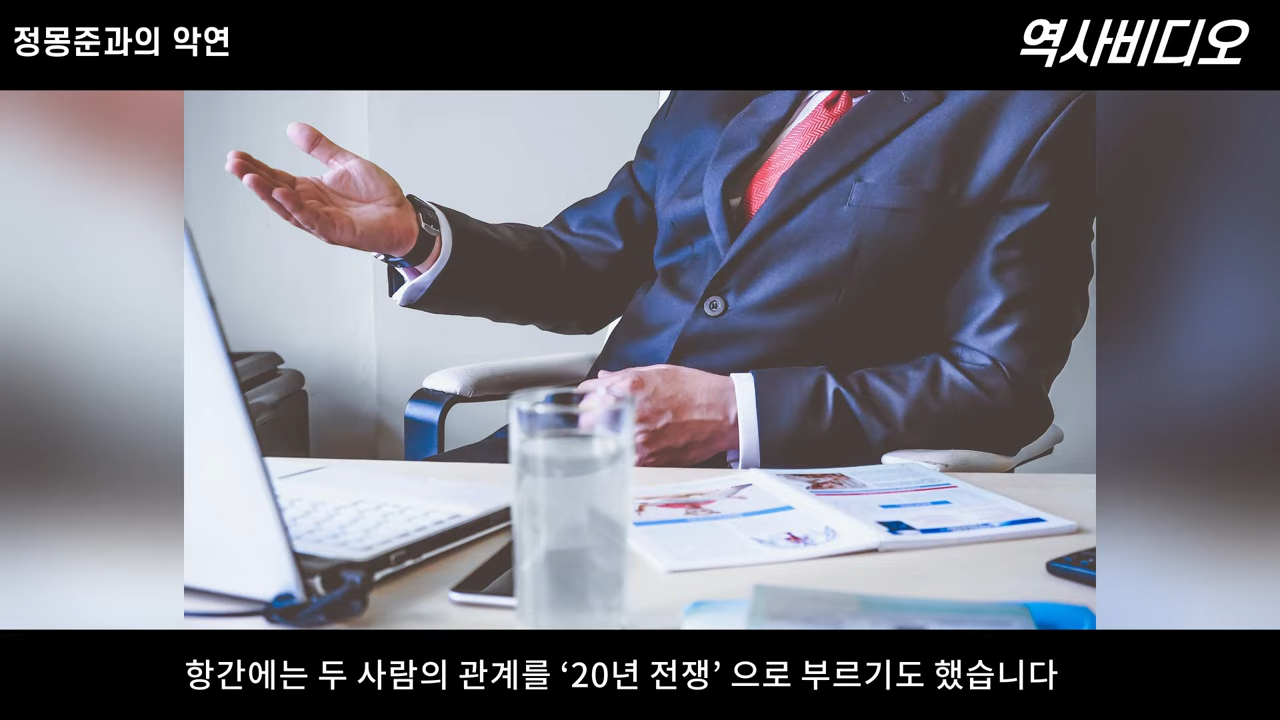 정몽준과의 악연
역사비디오
항간에는 두 사람의 관계를 ‘20년 전쟁’ 으로 부르기도 했습니다